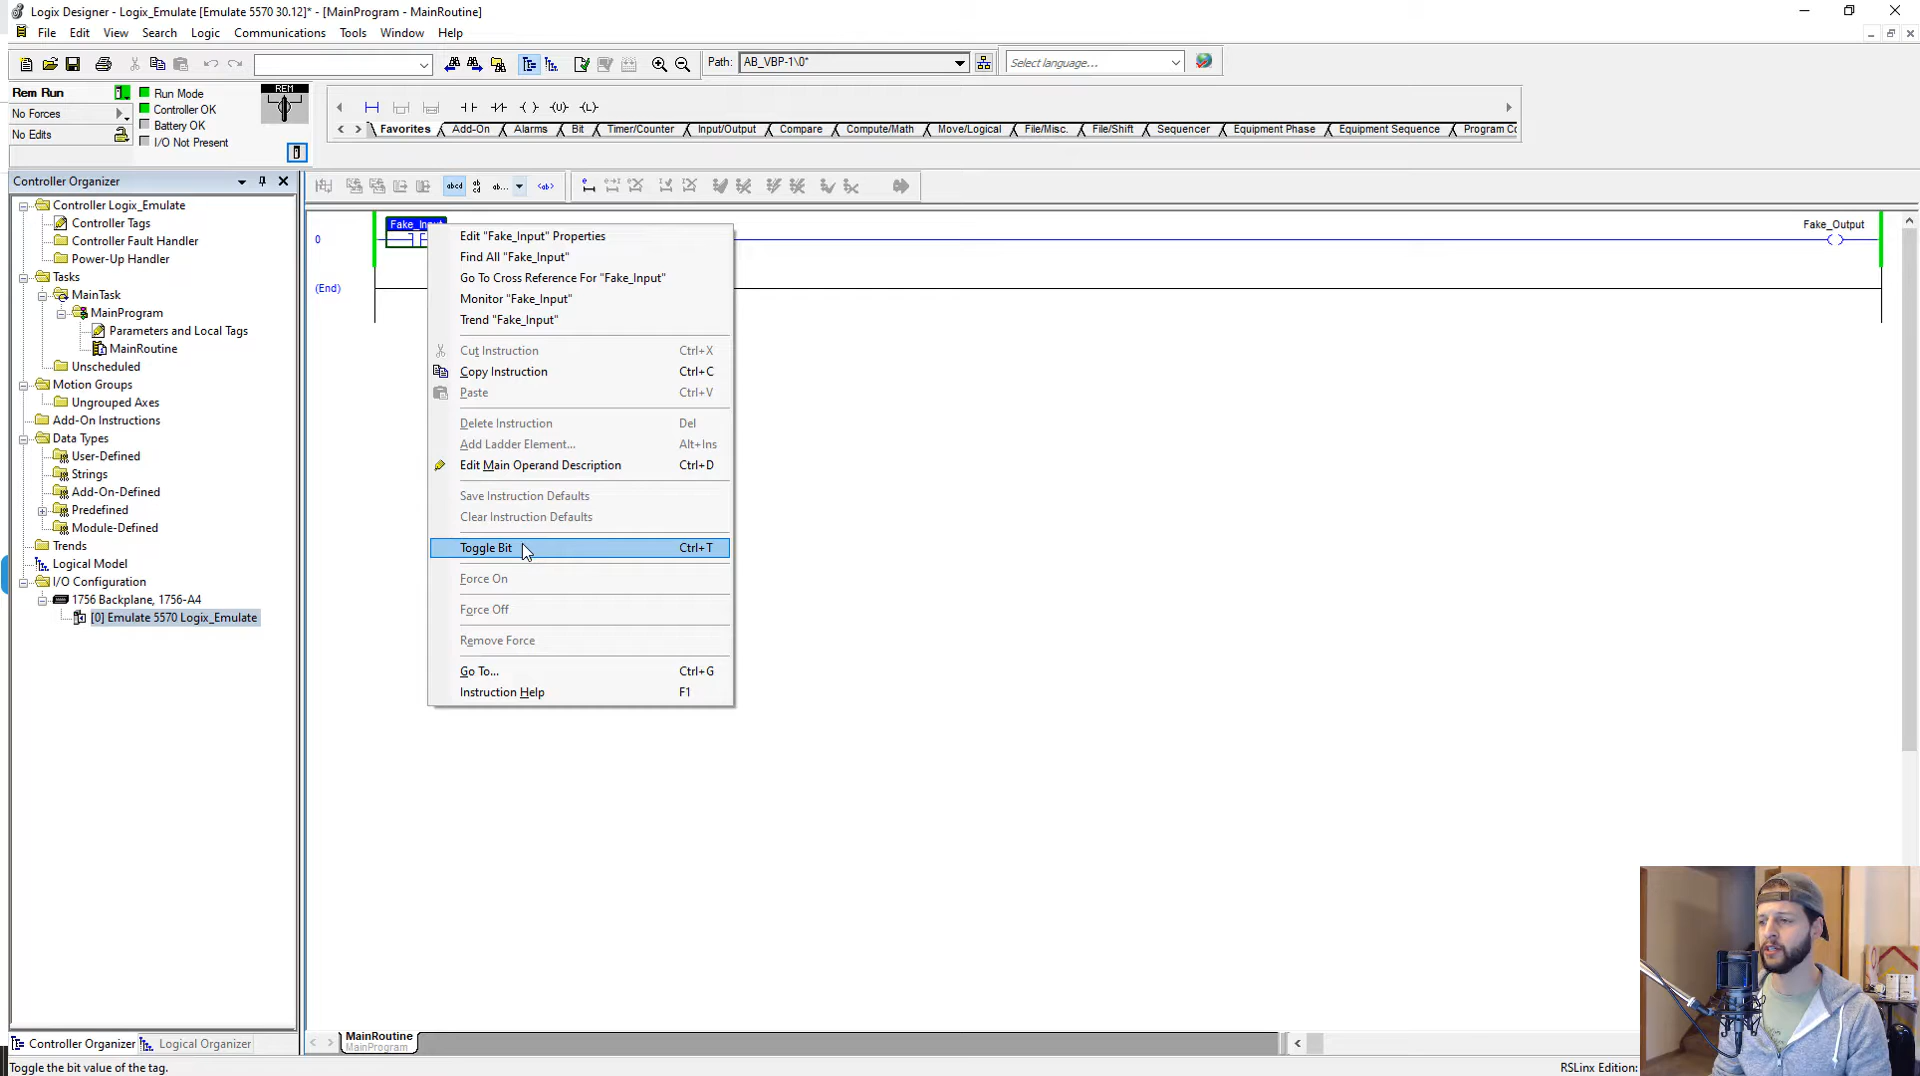 Logix Designer - Logix_Emulate [Emulate 5570 30.12]* - [MainProgram - MainRoutine]
File Edit View Search Logic Communications Tools Window Help
Path: AB_VBP-1\0*
Select language...
Rem Run
No Forces
No Edits
Run Mode
Controller OK
Battery OK
I/O Not Present
REM
Favorites Add-On Alarms Bit Timer/Counter Input/Output Compare Compute/Math Move/Logical File/Misc. File/Shift Sequencer Equipment Phase Equipment Sequence Program Cc
Controller Organizer
Controller Logix_Emulate
Controller Tags
Controller Fault Handler
Power-Up Handler
Tasks
MainTask
MainProgram
Parameters and Local Tags
MainRoutine
Unscheduled
Motion Groups
Ungrouped Axes
Add-On Instructions
Data Types
User-Defined
Strings
Add-On-Defined
Predefined
Module-Defined
Trends
Logical Model
I/O Configuration
1756 Backplane, 1756-A4
[0] Emulate 5570 Logix_Emulate
abcd
ab
cd
ab...
<ab>
Fake_Input
Fake_Output
0
(End)
Edit "Fake_Input" Properties
Find All "Fake_Input"
Go To Cross Reference For "Fake_Input"
Monitor "Fake_Input"
Trend "Fake_Input"
Cut Instruction Ctrl+X
Copy Instruction Ctrl+C
Paste Ctrl+V
Delete Instruction Del
Add Ladder Element... Alt+Ins
Edit Main Operand Description Ctrl+D
Save Instruction Defaults
Clear Instruction Defaults
Toggle Bit Ctrl+T
Force On
Force Off
Remove Force
Go To... Ctrl+G
Instruction Help F1
MainRoutine
MainProgram
Controller Organizer Logical Organizer
Toggle the bit value of the tag.
RSLinx Edition: